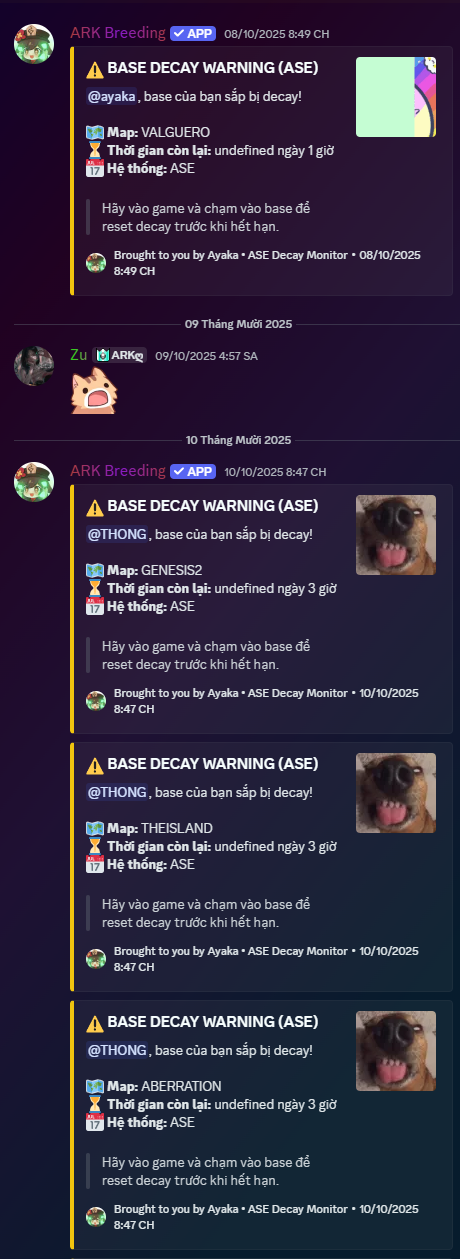 ARK Breeding ✓ APP 08/10/2025 8:49 CH
⚠️ BASE DECAY WARNING (ASE)
@ayaka, base của bạn sắp bị decay!
🗺️ Map: VALGUERO
⏳ Thời gian còn lại: undefined ngày 1 giờ
📅 Hệ thống: ASE
Hãy vào game và chạm vào base để
reset decay trước khi hết hạn.
Brought to you by Ayaka • ASE Decay Monitor • 08/10/2025
8:49 CH
09 Tháng Mười 2025
Zu ARKღ 09/10/2025 4:57 SA
10 Tháng Mười 2025
ARK Breeding ✓ APP 10/10/2025 8:47 CH
⚠️ BASE DECAY WARNING (ASE)
@THONG, base của bạn sắp bị decay!
🗺️ Map: GENESIS2
⏳ Thời gian còn lại: undefined ngày 3 giờ
📅 Hệ thống: ASE
Hãy vào game và chạm vào base để
reset decay trước khi hết hạn.
Brought to you by Ayaka • ASE Decay Monitor • 10/10/2025
8:47 CH
⚠️ BASE DECAY WARNING (ASE)
@THONG, base của bạn sắp bị decay!
🗺️ Map: THEISLAND
⏳ Thời gian còn lại: undefined ngày 3 giờ
📅 Hệ thống: ASE
Hãy vào game và chạm vào base để
reset decay trước khi hết hạn.
Brought to you by Ayaka • ASE Decay Monitor • 10/10/2025
8:47 CH
⚠️ BASE DECAY WARNING (ASE)
@THONG, base của bạn sắp bị decay!
🗺️ Map: ABERRATION
⏳ Thời gian còn lại: undefined ngày 3 giờ
📅 Hệ thống: ASE
Hãy vào game và chạm vào base để
reset decay trước khi hết hạn.
Brought to you by Ayaka • ASE Decay Monitor • 10/10/2025
8:47 CH